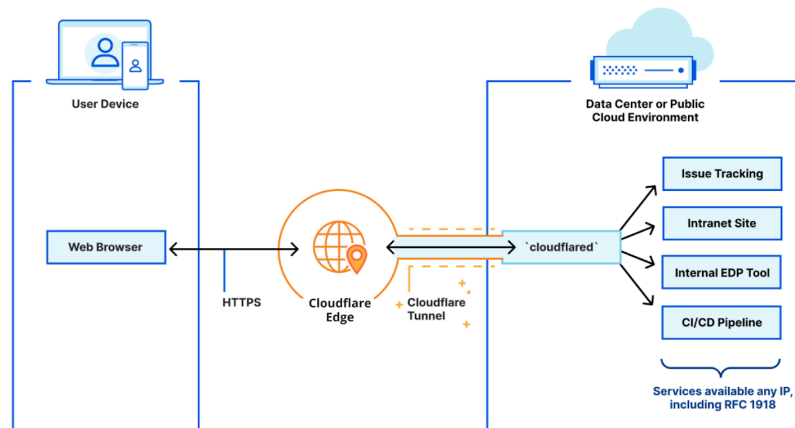 User Device
Data Center or Public
Cloud Environment
Issue Tracking
Intranet Site
Web Browser
`cloudflared`
Internal EDP Tool
HTTPS
Cloudflare
Edge
Cloudflare
Tunnel
CI/CD Pipeline
Services available any IP,
including RFC 1918